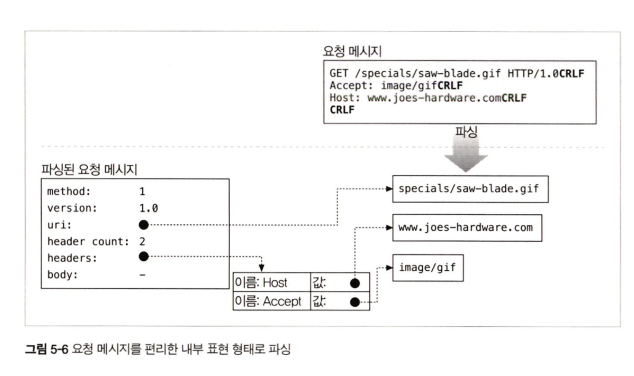 요청 메시지
GET /specials/saw-blade.gif HTTP/1.0CRLF
Accept: image/gifCRLF
Host: www.joes-hardware.comCRLF
CRLF
파싱
파싱된 요청 메시지
method: 1
version: 1.0
uri:
header count: 2
headers:
body: –
specials/saw-blade.gif
www.joes-hardware.com
image/gif
이름: Host 값:
이름: Accept 값:
그림 5-6 요청 메시지를 편리한 내부 표현 형태로 파싱